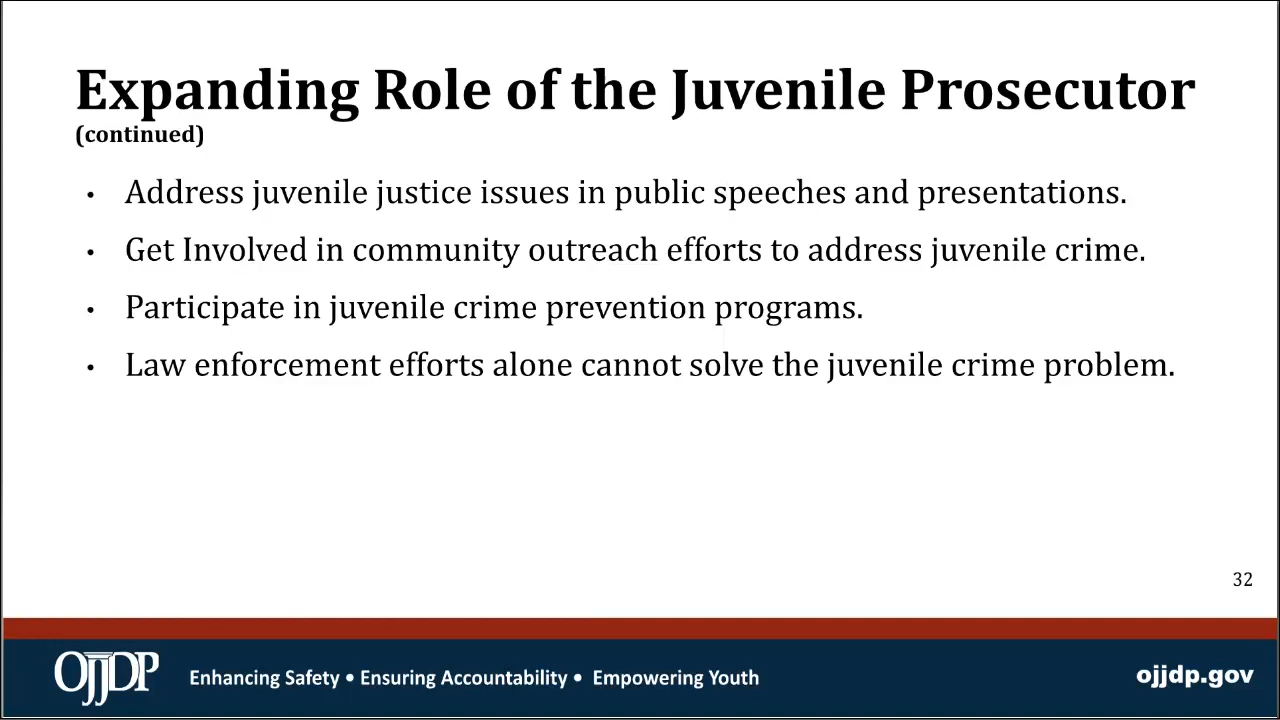 Expanding Role of the Juvenile Prosecutor
(continued)
• Address juvenile justice issues in public speeches and presentations.
• Get Involved in community outreach efforts to address juvenile crime.
• Participate in juvenile crime prevention programs.
• Law enforcement efforts alone cannot solve the juvenile crime problem.
32
OJJDP
Enhancing Safety • Ensuring Accountability • Empowering Youth
ojjdp.gov